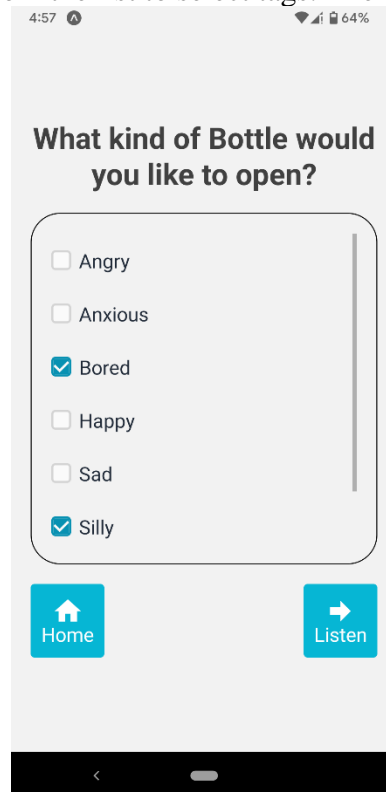 4:57
64%
What kind of Bottle would
you like to open?
Angry
Anxious
Bored
Happy
Sad
Silly
Home
Listen